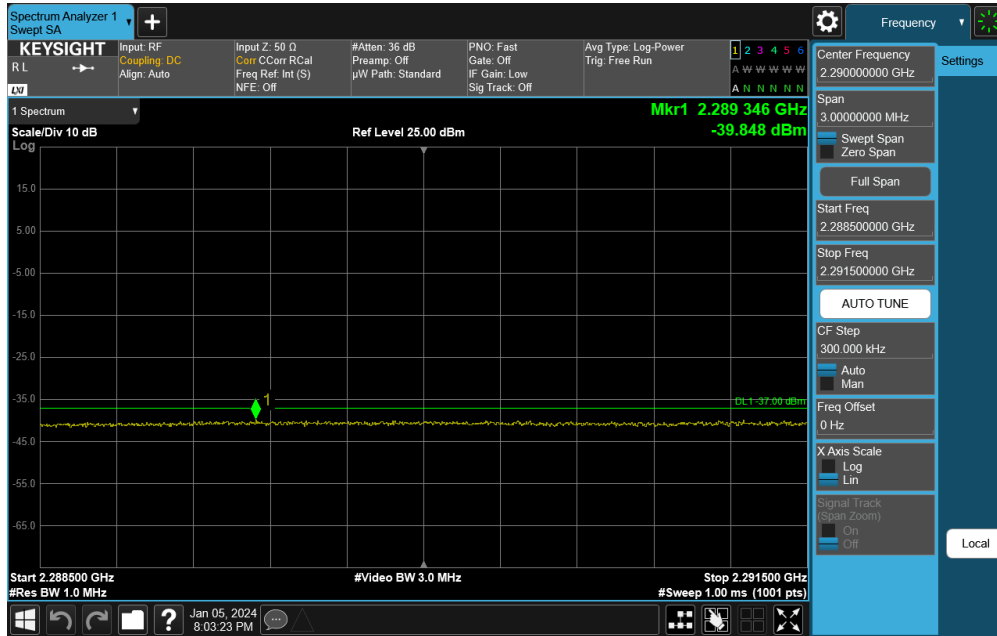 Spectrum Analyzer 1
Swept SA
+
Frequency
KEYSIGHT
R L
LXI
Input: RF
Coupling: DC
Align: Auto
Input Z: 50 Ω
Corr CCorr RCal
Freq Ref: Int (S)
NFE: Off
#Atten: 36 dB
Preamp: Off
µW Path: Standard
PNO: Fast
Gate: Off
IF Gain: Low
Sig Track: Off
Avg Type: Log-Power
Trig: Free Run
1 2 3 4 5 6
A W W W W W
A N N N N N
1 Spectrum
Scale/Div 10 dB
Log
Ref Level 25.00 dBm
Mkr1 2.289 346 GHz
-39.848 dBm
15.0
5.00
-5.00
-15.0
-25.0
-35.0
-45.0
-55.0
-65.0
1
DL1 -37.00 dBm
Start 2.288500 GHz
#Res BW 1.0 MHz
#Video BW 3.0 MHz
Stop 2.291500 GHz
#Sweep 1.00 ms (1001 pts)
Center Frequency
2.290000000 GHz
Span
3.00000000 MHz
Swept Span
Zero Span
Full Span
Start Freq
2.288500000 GHz
Stop Freq
2.291500000 GHz
AUTO TUNE
CF Step
300.000 kHz
Auto
Man
Freq Offset
0 Hz
X Axis Scale
Log
Lin
Signal Track
(Span Zoom)
On
Off
Settings
Local
?
Jan 05, 2024
8:03:23 PM